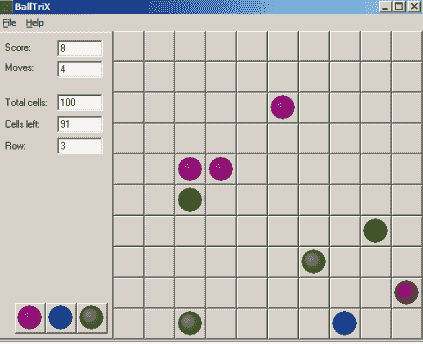 BallTriX
File Help
Score: 8
Moves: 4
Total cells: 100
Cells left: 91
Row: 3